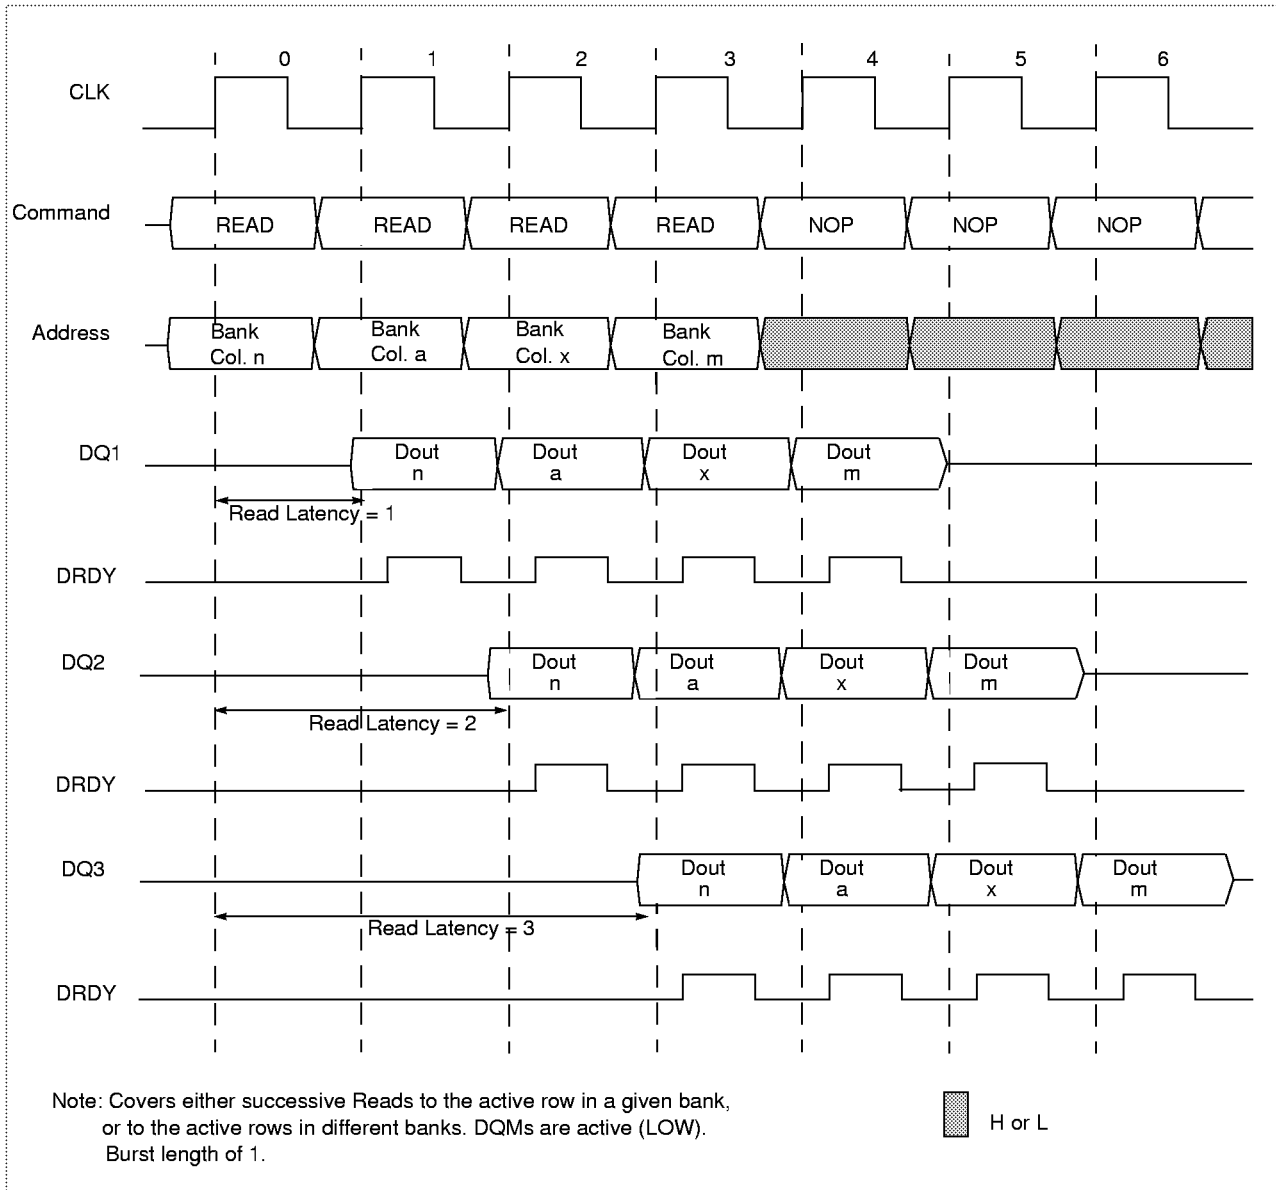 0 1 2 3 4 5 6
CLK
Command READ READ READ READ NOP NOP NOP
Address Bank Bank Bank Bank
Col. n Col. a Col. x Col. m
DQ1 Dout Dout Dout Dout
n a x m
Read Latency = 1
DRDY
DQ2 Dout Dout Dout Dout
n a x m
Read Latency = 2
DRDY
DQ3 Dout Dout Dout Dout
n a x m
Read Latency = 3
DRDY
Note: Covers either successive Reads to the active row in a given bank,
or to the active rows in different banks. DQMs are active (LOW).
Burst length of 1.
H or L